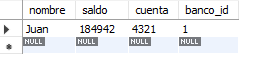 nombre saldo cuenta banco_id
Juan 184942 4321 1
NULL NULL NULL NULL